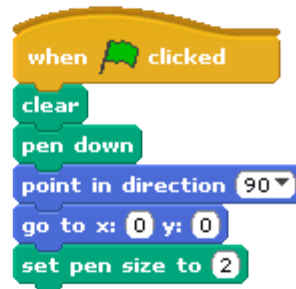 when clicked
clear
pen down
point in direction 90
go to x: 0 y: 0
set pen size to 2